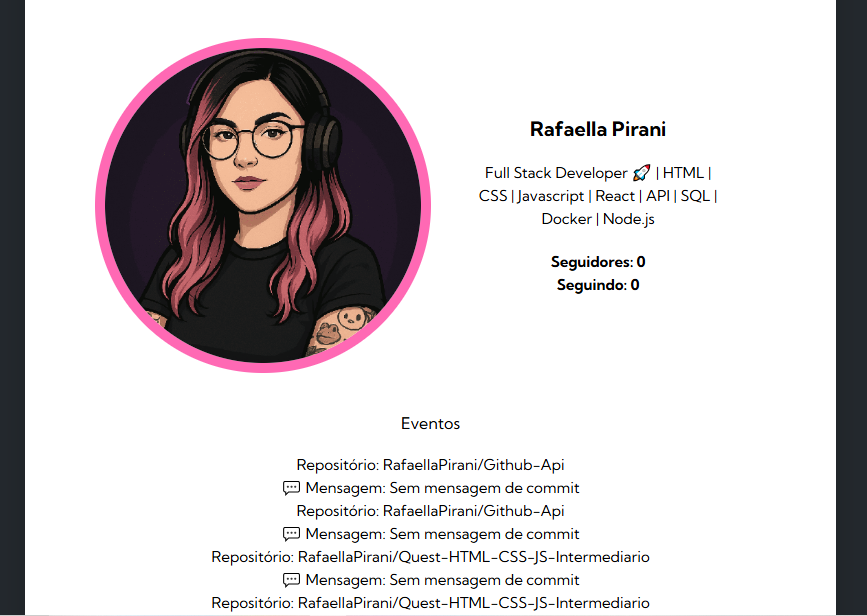 Rafaella Pirani
Full Stack Developer 🚀 | HTML |
CSS | Javascript | React | API | SQL |
Docker | Node.js
Seguidores: 0
Seguindo: 0
Eventos
Repositório: RafaellaPirani/Github-Api
💬 Mensagem: Sem mensagem de commit
Repositório: RafaellaPirani/Github-Api
💬 Mensagem: Sem mensagem de commit
Repositório: RafaellaPirani/Quest-HTML-CSS-JS-Intermediario
💬 Mensagem: Sem mensagem de commit
Repositório: RafaellaPirani/Quest-HTML-CSS-JS-Intermediario